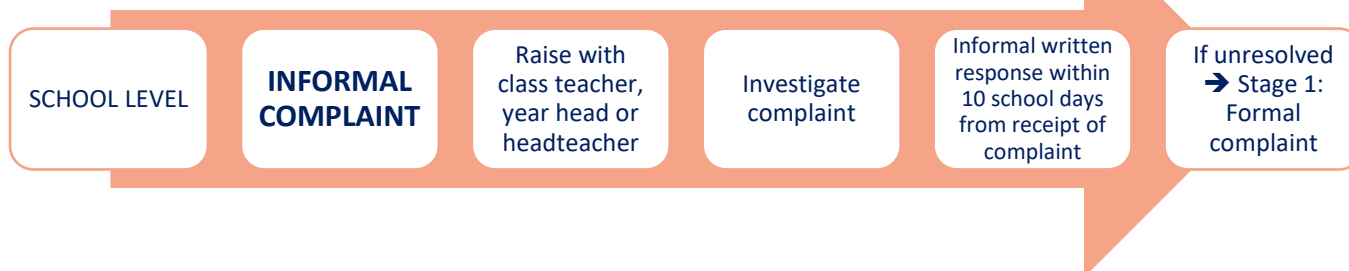 SCHOOL LEVEL
INFORMAL
COMPLAINT
Raise with
class teacher,
year head or
headteacher
Investigate
complaint
Informal written
response within
10 school days
from receipt of
complaint
If unresolved
➔ Stage 1:
Formal
complaint